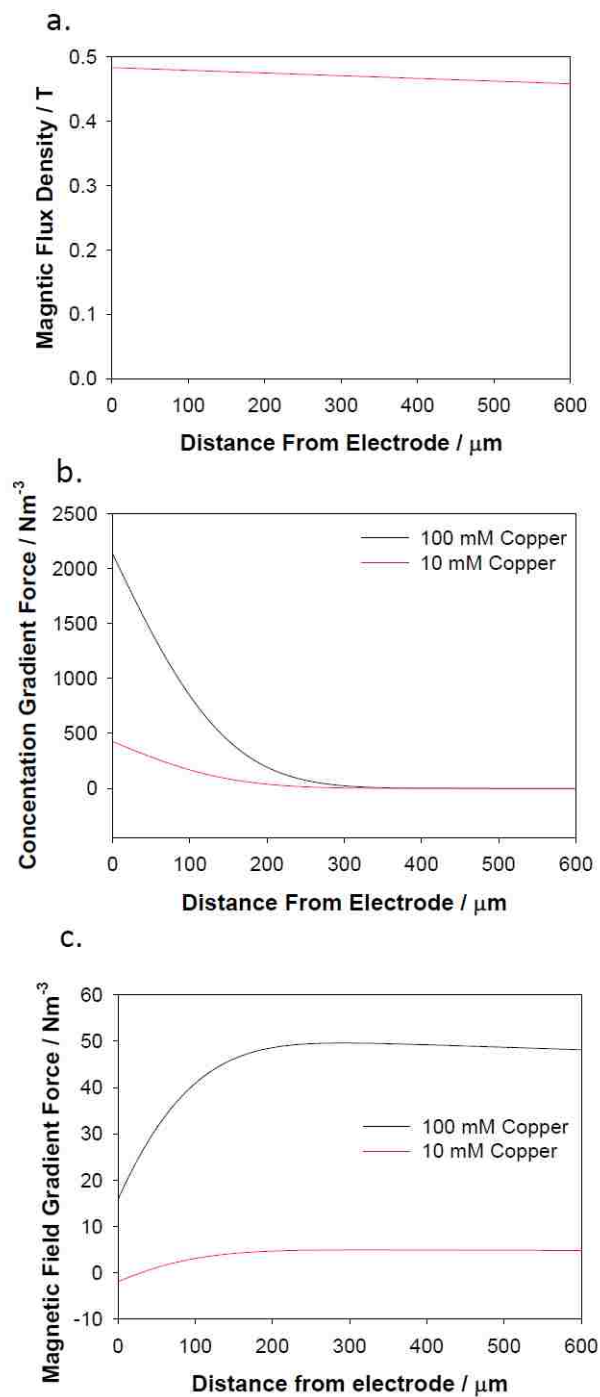 a.
0.5
0.4
0.3
0.2
0.1
0.0
Magntic Flux Density / T
0 100 200 300 400 500 600
Distance From Electrode / μm
b.
2500
2000
1500
1000
500
0
Concentation Gradient Force / Nm⁻³
100 mM Copper
10 mM Copper
0 100 200 300 400 500 600
Distance From Electrode / μm
c.
60
50
40
30
20
10
0
-10
Magnetic Field Gradient Force / Nm⁻³
100 mM Copper
10 mM Copper
0 100 200 300 400 500 600
Distance from electrode / μm